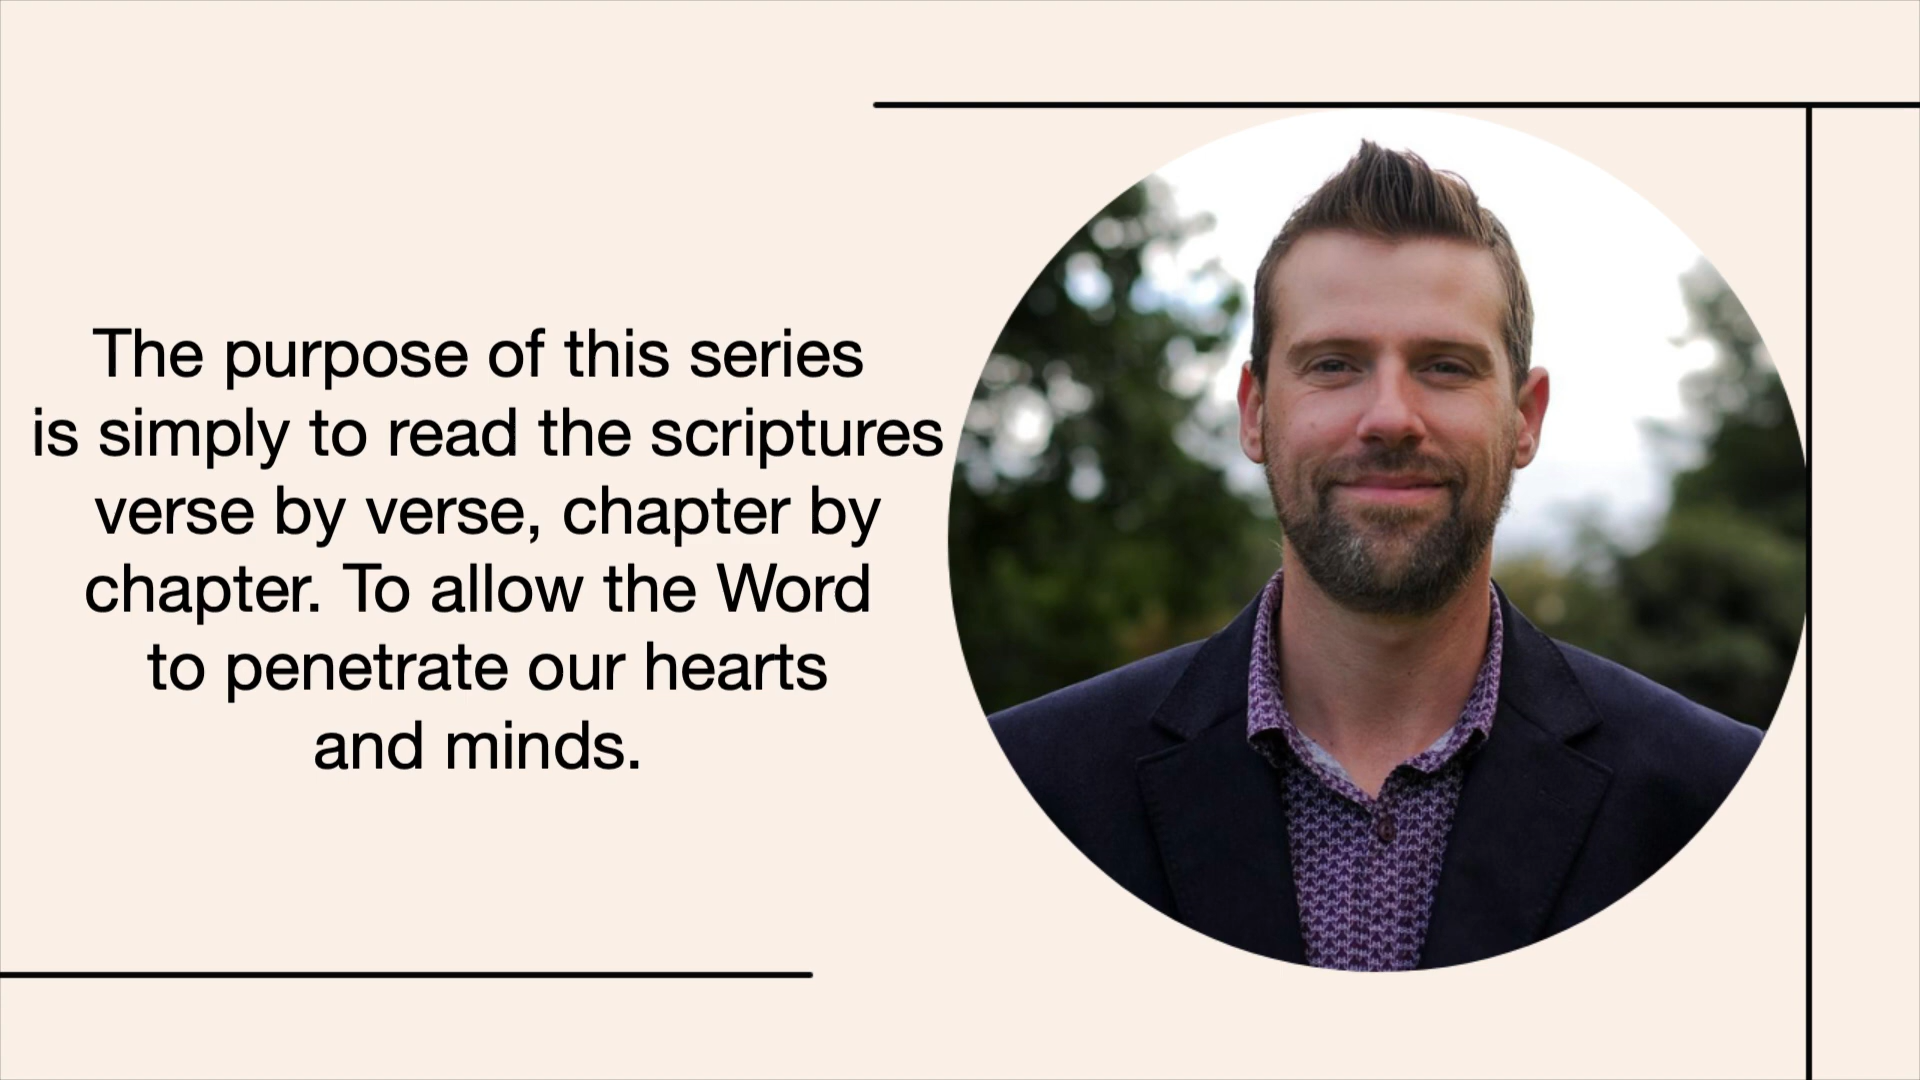 The purpose of this series
is simply to read the scriptures
verse by verse, chapter by
chapter. To allow the Word
to penetrate our hearts
and minds.